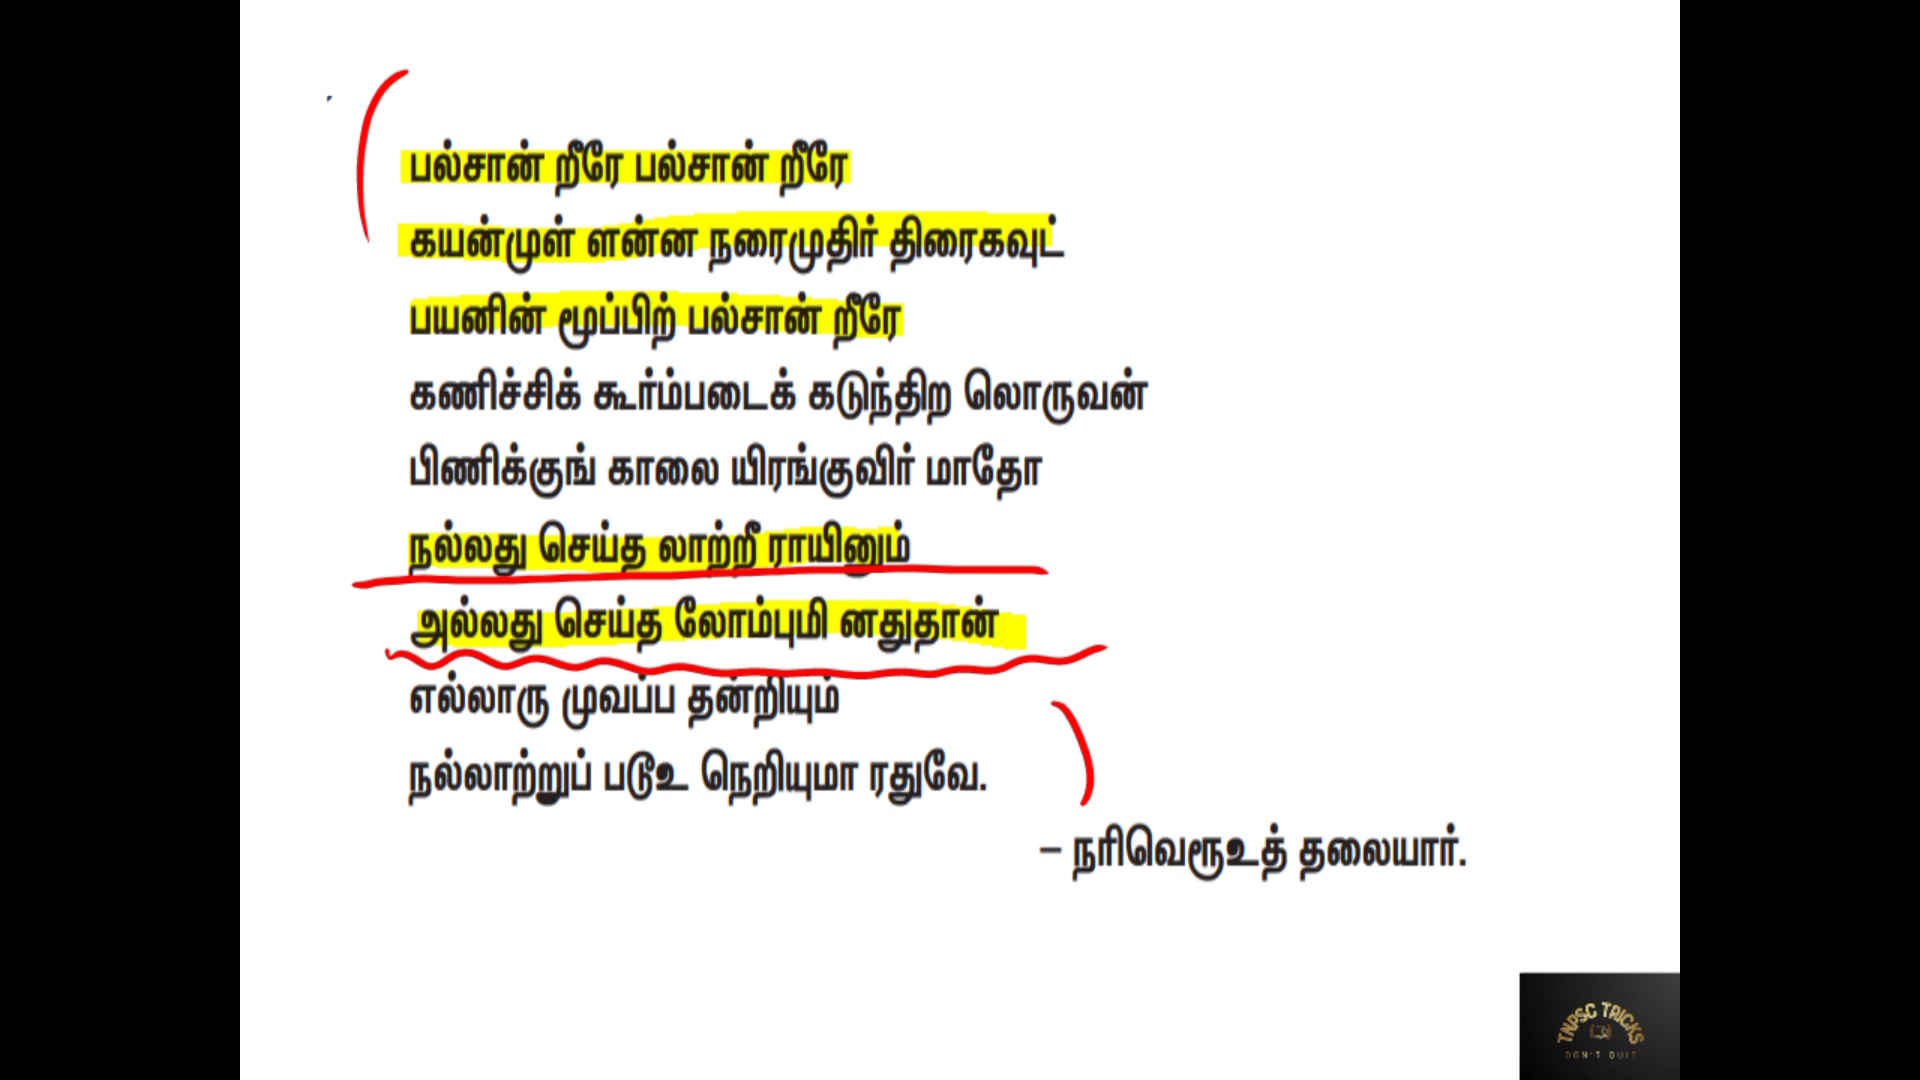 பல்சான் றீரே பல்சான் றீரே
கயன்முள் ளன்ன நரைமுதிர் திரைகவுட்
பயனின் மூப்பிற் பல்சான் றீரே
கணிச்சிக் கூர்ம்படைக் கடுந்திற லொருவன்
பிணிக்குங் காலை யிரங்குவிர் மாதோ
நல்லது செய்த லாற்றீ ராயினும்
அல்லது செய்த லோம்புமி னதுதான்
எல்லாரு முவப்ப தன்றியும்
நல்லாற்றுப் படூஉ நெறியுமா ரதுவே.
– நரிவெரூஉத் தலையார்.
TNPSC TRICKS
DON'T QUIT